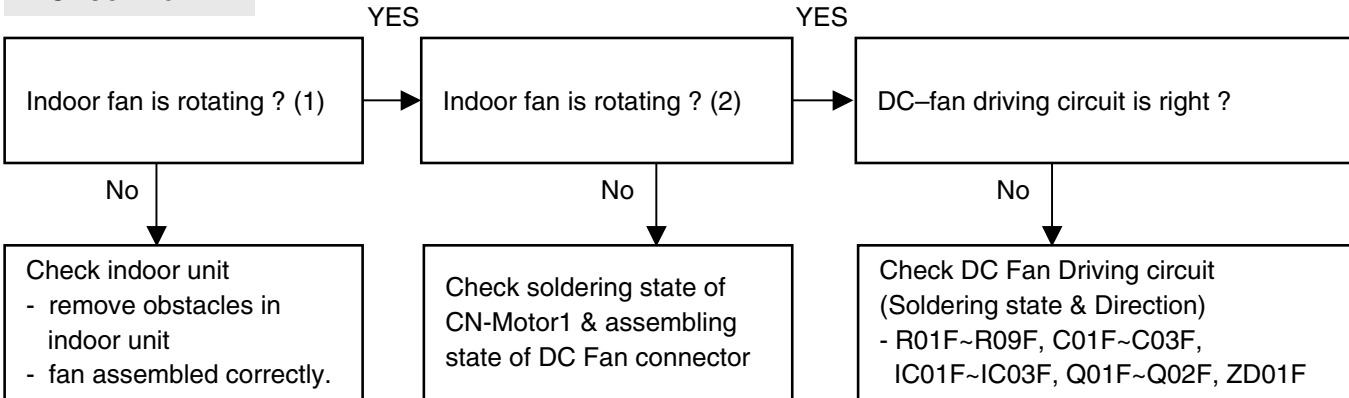 YES
YES
Indoor fan is rotating ? (1)
Indoor fan is rotating ? (2)
DC–fan driving circuit is right ?
No
No
No
Check indoor unit
- remove obstacles in
indoor unit
- fan assembled correctly.
Check soldering state of
CN-Motor1 & assembling
state of DC Fan connector
Check DC Fan Driving circuit
(Soldering state & Direction)
- R01F~R09F, C01F~C03F,
IC01F~IC03F, Q01F~Q02F, ZD01F